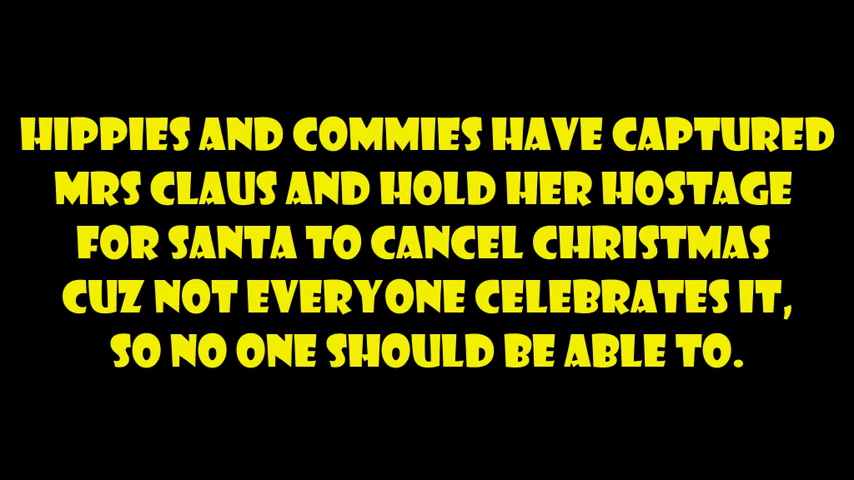 HIPPIES AND COMMIES HAVE CAPTURED
MRS CLAUS AND HOLD HER HOSTAGE
FOR SANTA TO CANCEL CHRISTMAS
CUZ NOT EVERYONE CELEBRATES IT,
SO NO ONE SHOULD BE ABLE TO.